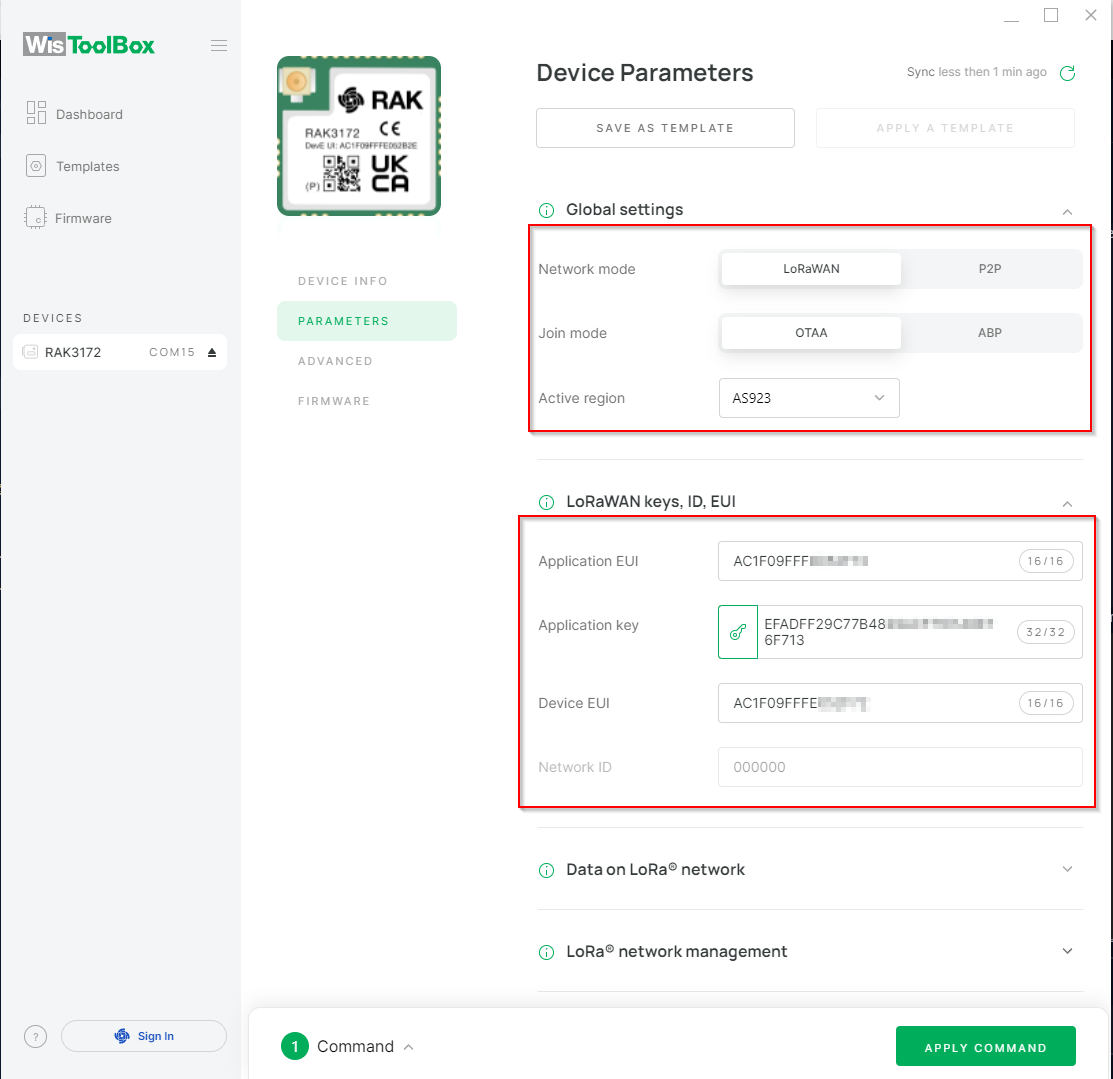 WisToolBox
Dashboard
Templates
Firmware
DEVICES
RAK3172 COM15
? Sign In
RAK
RAK3172
DevE UI: AC1F09FFFE052B2E
(P) UK
CA
DEVICE INFO
PARAMETERS
ADVANCED
FIRMWARE
Device Parameters
Sync less then 1 min ago
SAVE AS TEMPLATE
APPLY A TEMPLATE
Global settings
Network mode LoRaWAN P2P
Join mode OTAA ABP
Active region AS923
LoRaWAN keys, ID, EUI
Application EUI AC1F09FFF 16/16
Application key EFADFF29C77B48
6F713 32/32
Device EUI AC1F09FFFE 16/16
Network ID 000000
Data on LoRa® network
LoRa® network management
1 Command
APPLY COMMAND